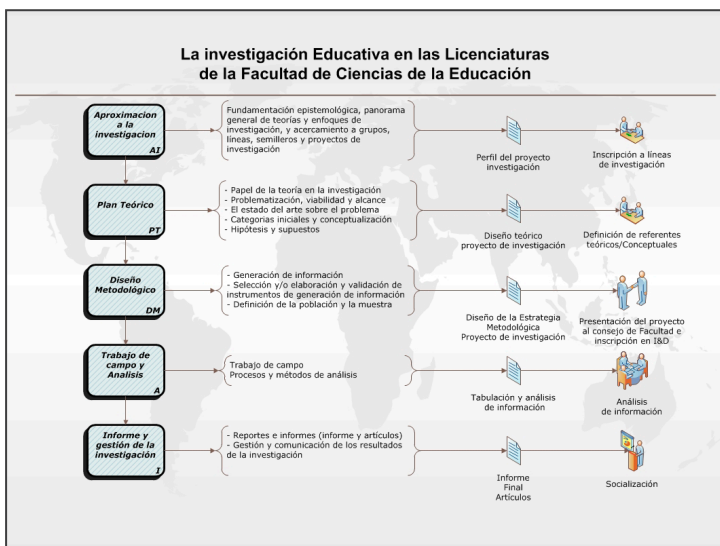 La investigación Educativa en las Licenciaturas
de la Facultad de Ciencias de la Educación
Aproximacion
a la
investigacion
AI
Fundamentación epistemológica, panorama
general de teorías y enfoques de
investigación, y acercamiento a grupos,
líneas, semilleros y proyectos de
investigación
Perfil del proyecto
investigación
Inscripción a líneas
de investigación
Plan Teórico
PT
- Papel de la teoría en la investigación
- Problematización, viabilidad y alcance
- El estado del arte sobre el problema
- Categorias iniciales y conceptualización
- Hipótesis y supuestos
Diseño teórico
proyecto de investigación
Definición de referentes
teóricos/Conceptuales
Diseño
Metodológico
DM
- Generación de información
- Selección y/o elaboración y validación de
instrumentos de generación de información
- Definición de la población y la muestra
Diseño de la Estrategia
Metodológica
Proyecto de investigación
Presentación del proyecto
al consejo de Facultad e
inscripción en I&D
Trabajo de
campo y
Analisis
A
Trabajo de campo
Procesos y métodos de análisis
Tabulación y análisis
de información
Análisis
de información
Informe y
gestión de la
investigación
I
- Reportes e informes (informe y artículos)
- Gestión y comunicación de los resultados
de la investigación
Informe
Final
Artículos
Socialización